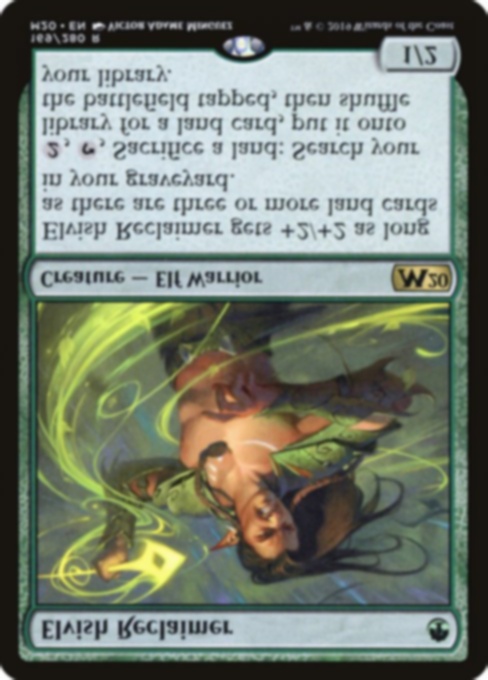 Elvish Reclaimer
Creature — Elf Warrior
M20
Elvish Reclaimer gets +2/+2 as long
as there are three or more land cards
in your graveyard.
2, T, Sacrifice a land: Search your
library for a land card, put it onto
the battlefield tapped, then shuffle
your library.
1/2
169/280 R
M20 • EN Victor Adame Minguez
™ & © 2019 Wizards of the Coast